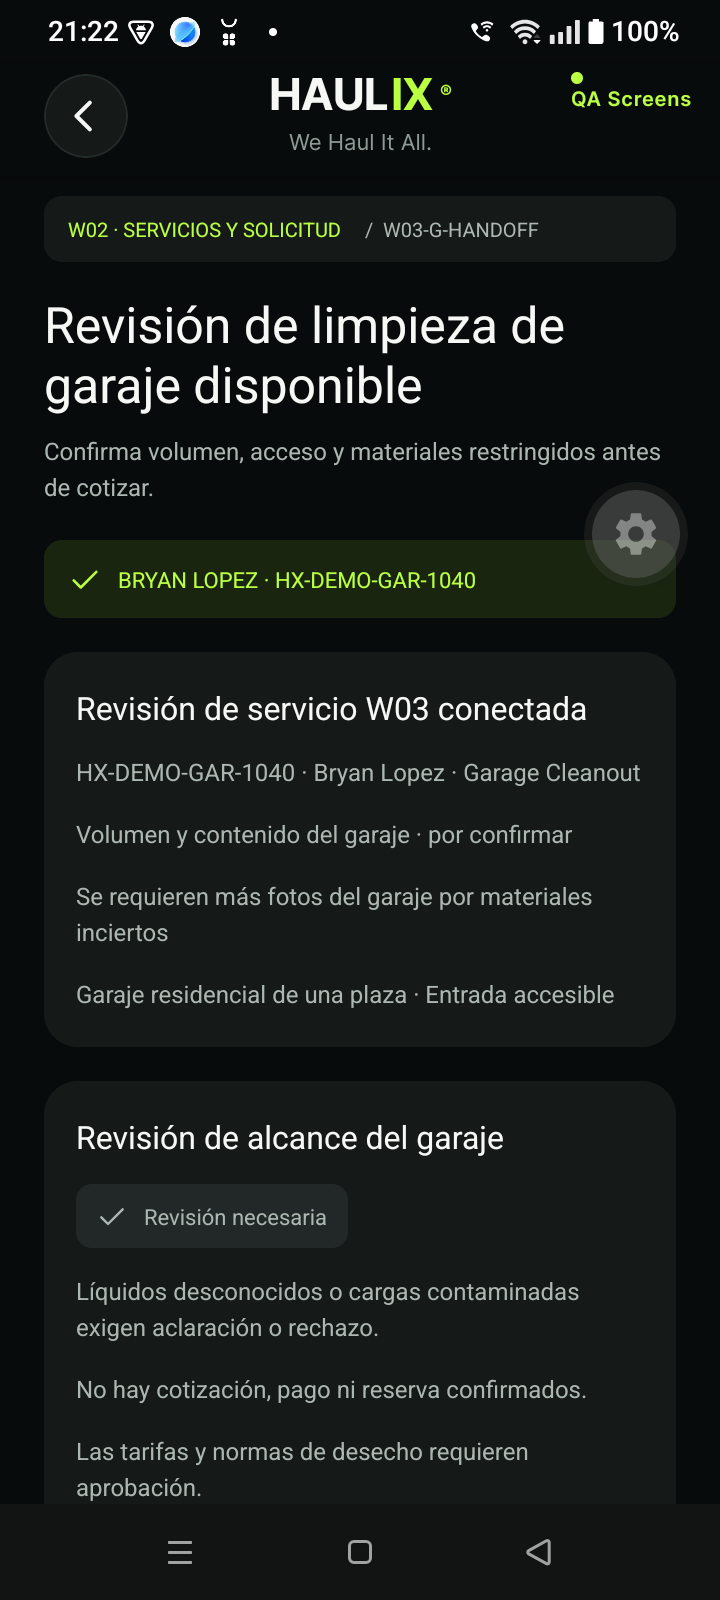 21:22
100%
HAULIX ®
We Haul It All.
QA Screens
W02 · SERVICIOS Y SOLICITUD / W03-G-HANDOFF
Revisión de limpieza de
garaje disponible
Confirma volumen, acceso y materiales restringidos antes
de cotizar.
BRYAN LOPEZ · HX-DEMO-GAR-1040
Revisión de servicio W03 conectada
HX-DEMO-GAR-1040 · Bryan Lopez · Garage Cleanout
Volumen y contenido del garaje · por confirmar
Se requieren más fotos del garaje por materiales
inciertos
Garaje residencial de una plaza · Entrada accesible
Revisión de alcance del garaje
Revisión necesaria
Líquidos desconocidos o cargas contaminadas
exigen aclaración o rechazo.
No hay cotización, pago ni reserva confirmados.
Las tarifas y normas de desecho requieren
aprobación.